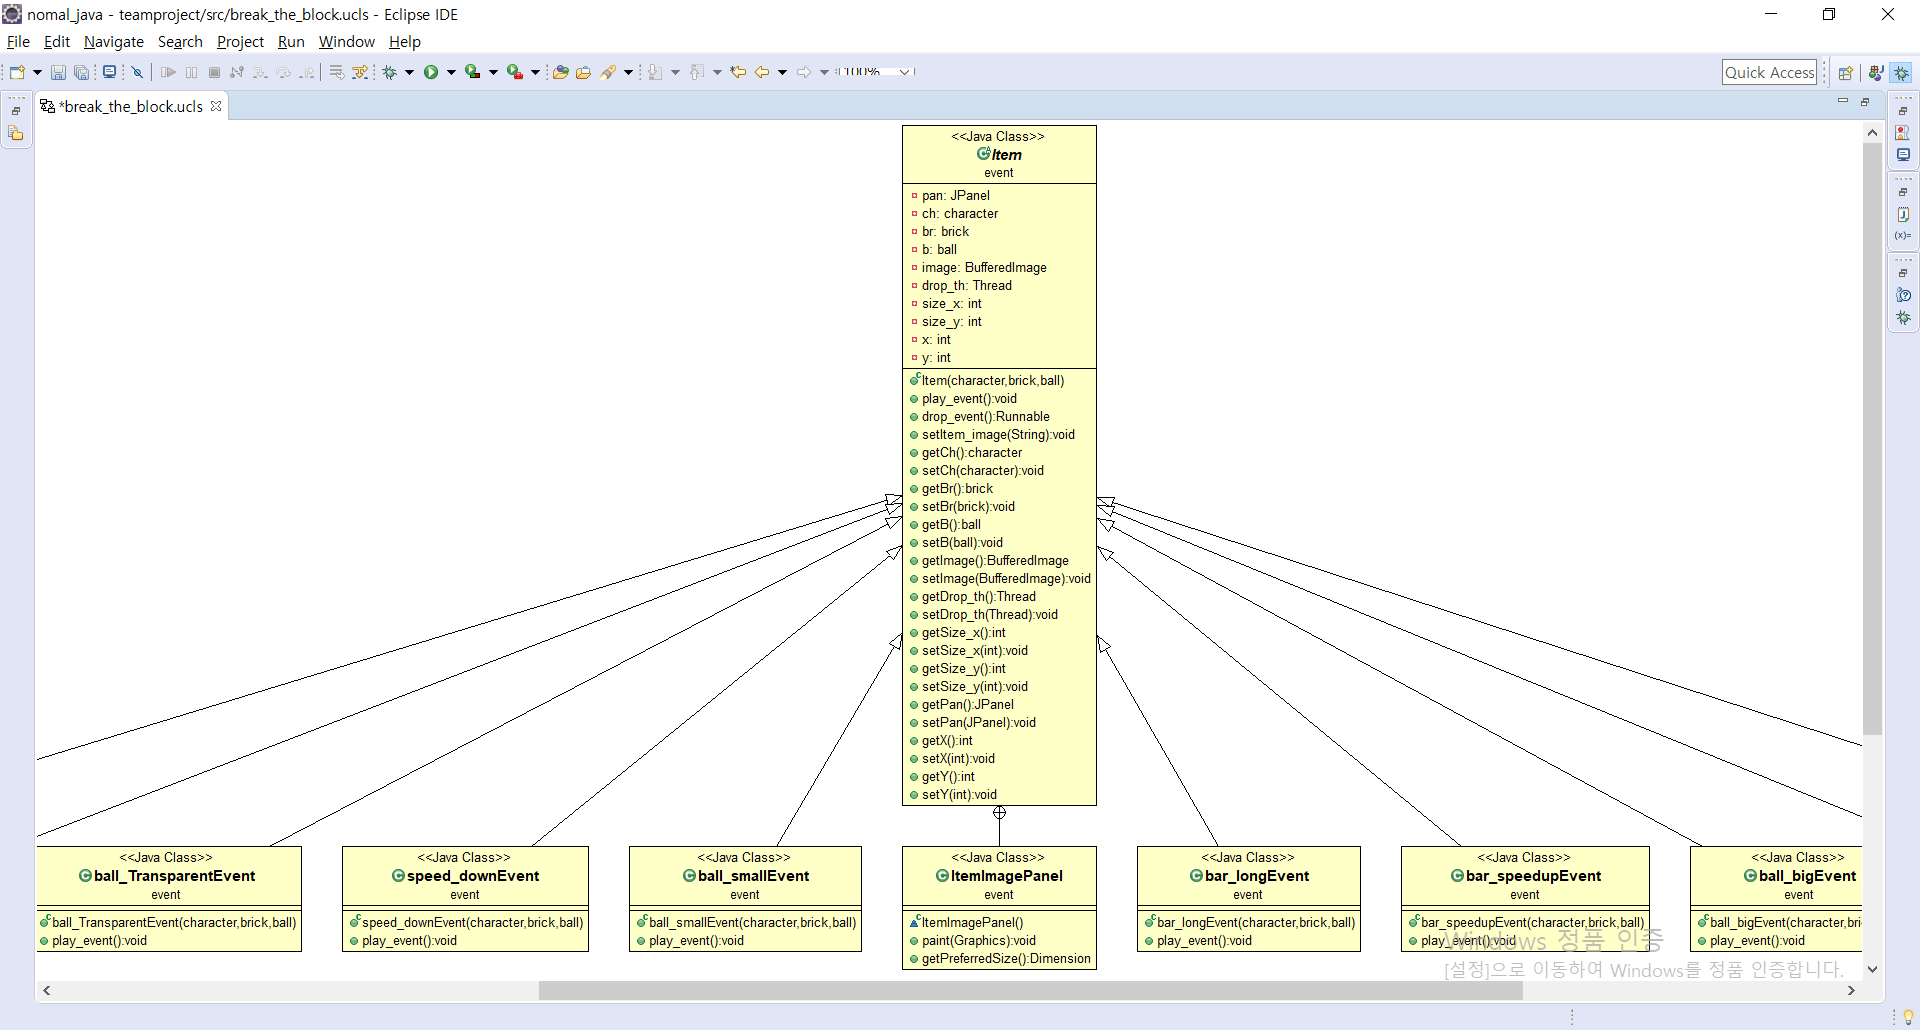 nomal_java - teamproject/src/break_the_block.ucls - Eclipse IDE
File Edit Navigate Search Project Run Window Help
100%
Quick Access
*break_the_block.ucls
<<Java Class>>
Item
event
pan: JPanel
ch: character
br: brick
b: ball
image: BufferedImage
drop_th: Thread
size_x: int
size_y: int
x: int
y: int
Item(character,brick,ball)
play_event():void
drop_event():Runnable
setItem_image(String):void
getCh():character
setCh(character):void
getBr():brick
setBr(brick):void
getB():ball
setB(ball):void
getImage():BufferedImage
setImage(BufferedImage):void
getDrop_th():Thread
setDrop_th(Thread):void
getSize_x():int
setSize_x(int):void
getSize_y():int
setSize_y(int):void
getPan():JPanel
setPan(JPanel):void
getX():int
setX(int):void
getY():int
setY(int):void
<<Java Class>>
ball_TransparentEvent
event
ball_TransparentEvent(character,brick,ball)
play_event():void
<<Java Class>>
speed_downEvent
event
speed_downEvent(character,brick,ball)
play_event():void
<<Java Class>>
ball_smallEvent
event
ball_smallEvent(character,brick,ball)
play_event():void
<<Java Class>>
ItemImagePanel
event
ItemImagePanel()
paint(Graphics):void
getPreferredSize():Dimension
<<Java Class>>
bar_longEvent
event
bar_longEvent(character,brick,ball)
play_event():void
<<Java Class>>
bar_speedupEvent
event
bar_speedupEvent(character,brick,ball)
play_event():void
<<Java Class>>
ball_bigEvent
event
ball_bigEvent(character,bri
play_event():void
Windows 정품 인증
[설정]으로 이동하여 Windows를 정품 인증합니다.
(x)=